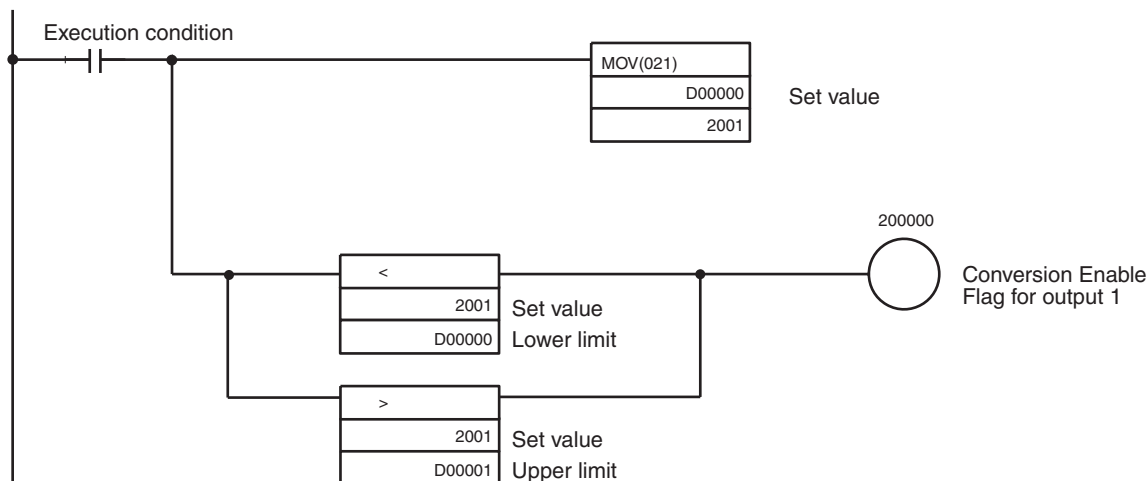 Execution condition
MOV(021)
D00000
Set value
2001
200000
<
Conversion Enable
Flag for output 1
2001
Set value
D00000
Lower limit
>
2001
Set value
D00001
Upper limit